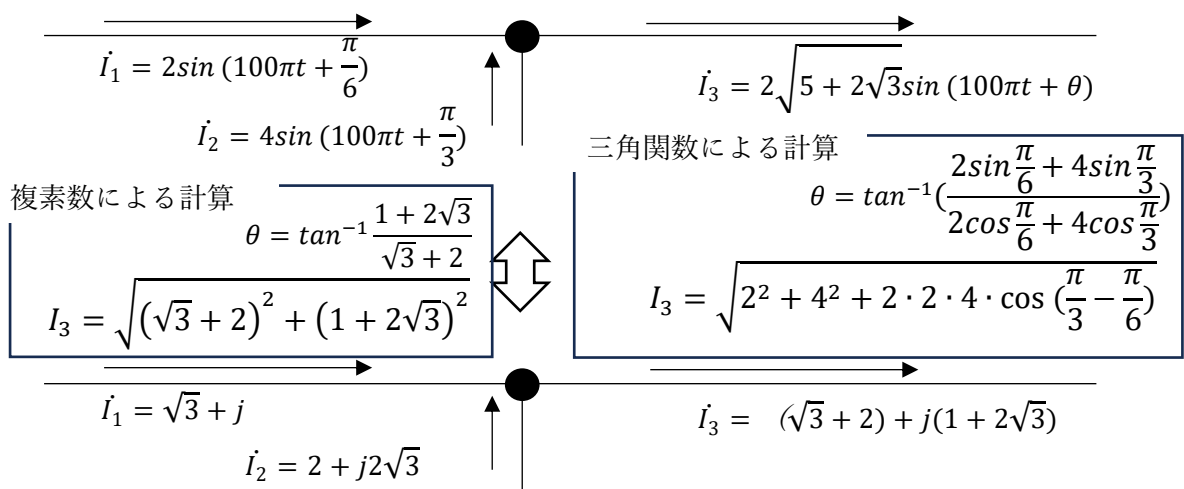 İ₁ = 2sin (100πt + π/6)
İ₂ = 4sin (100πt + π/3)
İ₃ = 2√(5 + 2√3)sin (100πt + θ)
複素数による計算
θ = tan⁻¹ (1 + 2√3)/(√3 + 2)
I₃ = √((√3 + 2)² + (1 + 2√3)²)
三角関数による計算
θ = tan⁻¹((2sin π/6 + 4sin π/3)/(2cos π/6 + 4cos π/3))
I₃ = √(2² + 4² + 2 · 2 · 4 · cos (π/3 − π/6))
İ₁ = √3 + j
İ₂ = 2 + j2√3
İ₃ = (√3 + 2) + j(1 + 2√3)